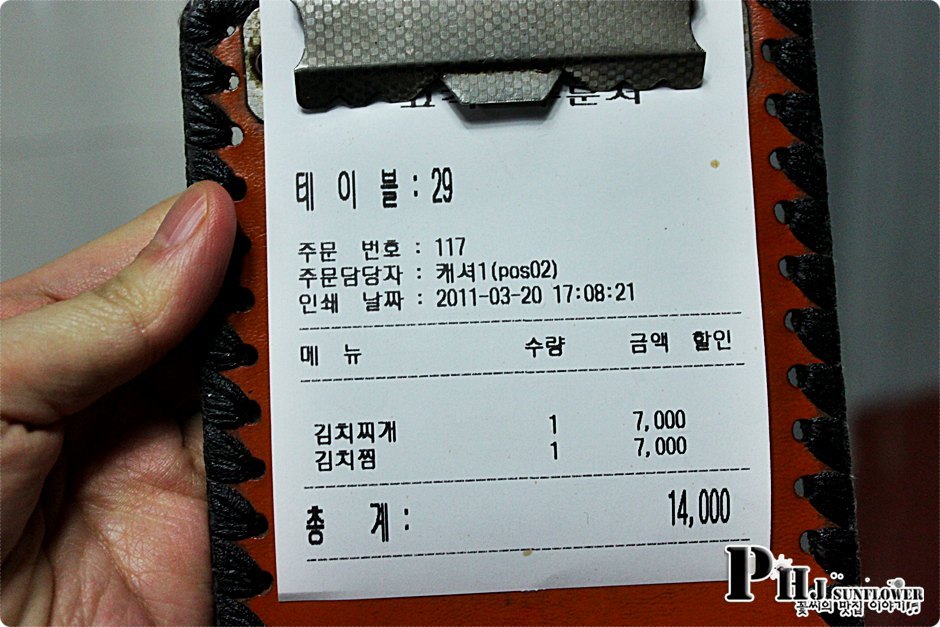 테이블 : 29
주문 번호 : 117
주문담당자 : 캐셔1(pos02)
인쇄 날짜 : 2011-03-20 17:08:21
메 뉴 수량 금액 할인
김치찌개 1 7,000
김치찜 1 7,000
총 계 : 14,000
PHJ SUNFLOWER
꽃씨의 맛집 이야기